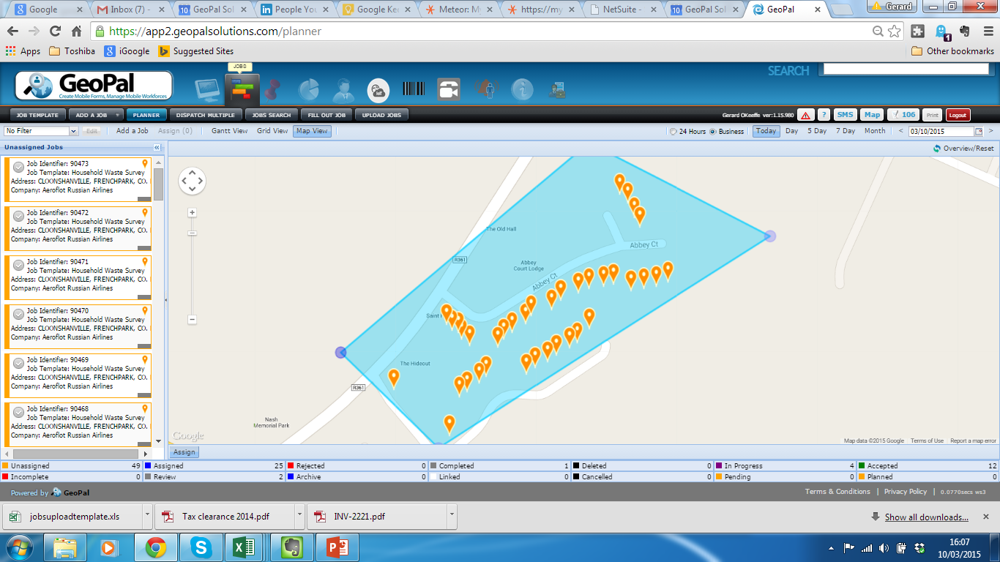 Google
Inbox (7) -
GeoPal Sol
People You
Google Kee
Meteor: My
https://my
NetSuite -
GeoPal Sol
GeoPal
Gerard
https://app2.geopalsolutions.com/planner
Apps
Toshiba
iGoogle
Suggested Sites
Other bookmarks
1
JOBS
GeoPal
Create Mobile Forms, Manage Mobile Workforces
SEARCH
JOB TEMPLATE
ADD A JOB
PLANNER
DISPATCH MULTIPLE
JOBS SEARCH
FILL OUT JOB
UPLOAD JOBS
Gerard OKeeffe ver:1.15.980
?
SMS
Map
106
Print
Logout
No Filter
Edit
Add a Job
Assign (0)
Gantt View
Grid View
Map View
24 Hours
Business
Today
Day
5 Day
7 Day
Month
<
03/10/2015
>
Unassigned Jobs
Overview/Reset
Job Identifier: 90473
Job Template: Household Waste Survey
Address: CLOONSHANVILLE, FRENCHPARK, CO.
Company: Aeroflot Russian Airlines
Job Identifier: 90472
Job Template: Household Waste Survey
Address: CLOONSHANVILLE, FRENCHPARK, CO.
Company: Aeroflot Russian Airlines
Job Identifier: 90471
Job Template: Household Waste Survey
Address: CLOONSHANVILLE, FRENCHPARK, CO.
Company: Aeroflot Russian Airlines
Job Identifier: 90470
Job Template: Household Waste Survey
Address: CLOONSHANVILLE, FRENCHPARK, CO.
Company: Aeroflot Russian Airlines
Job Identifier: 90469
Job Template: Household Waste Survey
Address: CLOONSHANVILLE, FRENCHPARK, CO.
Company: Aeroflot Russian Airlines
Job Identifier: 90468
Job Template: Household Waste Survey
Address: CLOONSHANVILLE, FRENCHPARK, CO.
The Old Hall
R361
Abbey
Court Lodge
Abbey Ct
Abbey Ct
Saint
The Hideout
R361
Nash
Memorial Park
Google
Map data ©2015 Google
Terms of Use
Report a map error
Assign
Unassigned 49
Assigned 25
Rejected 0
Completed 1
Deleted 0
In Progress 4
Accepted 12
Incomplete 0
Review 2
Archive 0
Linked 0
Cancelled 0
Pending 0
Planned 0
Powered by GeoPal
Terms & Conditions | Privacy Policy | 0.0770secs ws3
jobsuploadtemplate.xls
Tax clearance 2014.pdf
INV-2221.pdf
Show all downloads...
16:07
10/03/2015